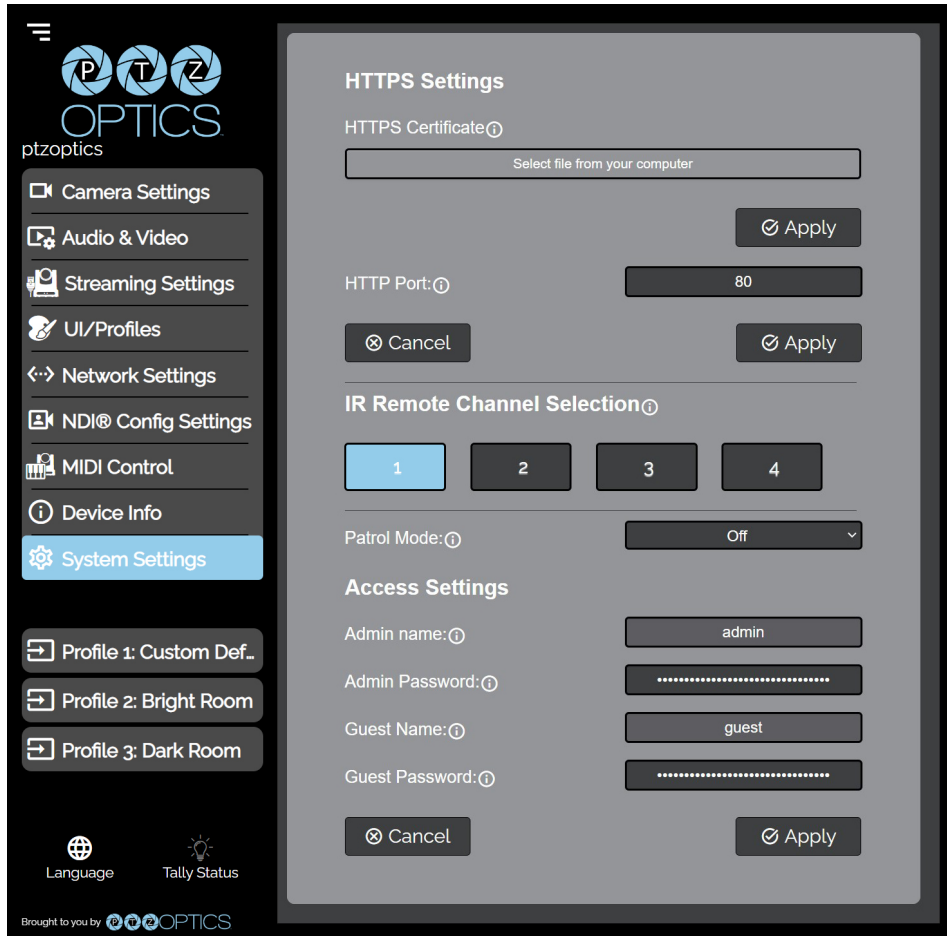 PTZ
OPTICS
ptzoptics
Camera Settings
Audio & Video
Streaming Settings
UI/Profiles
Network Settings
NDI® Config Settings
MIDI Control
Device Info
System Settings
Profile 1: Custom Def...
Profile 2: Bright Room
Profile 3: Dark Room
Language
Tally Status
Brought to you by PTZOPTICS
HTTPS Settings
HTTPS Certificate
Select file from your computer
Apply
HTTP Port: 80
Cancel Apply
IR Remote Channel Selection
1 2 3 4
Patrol Mode: Off
Access Settings
Admin name: admin
Admin Password: ••••••••••••••••••••••••••••••••
Guest Name: guest
Guest Password: ••••••••••••••••••••••••••••••••
Cancel Apply